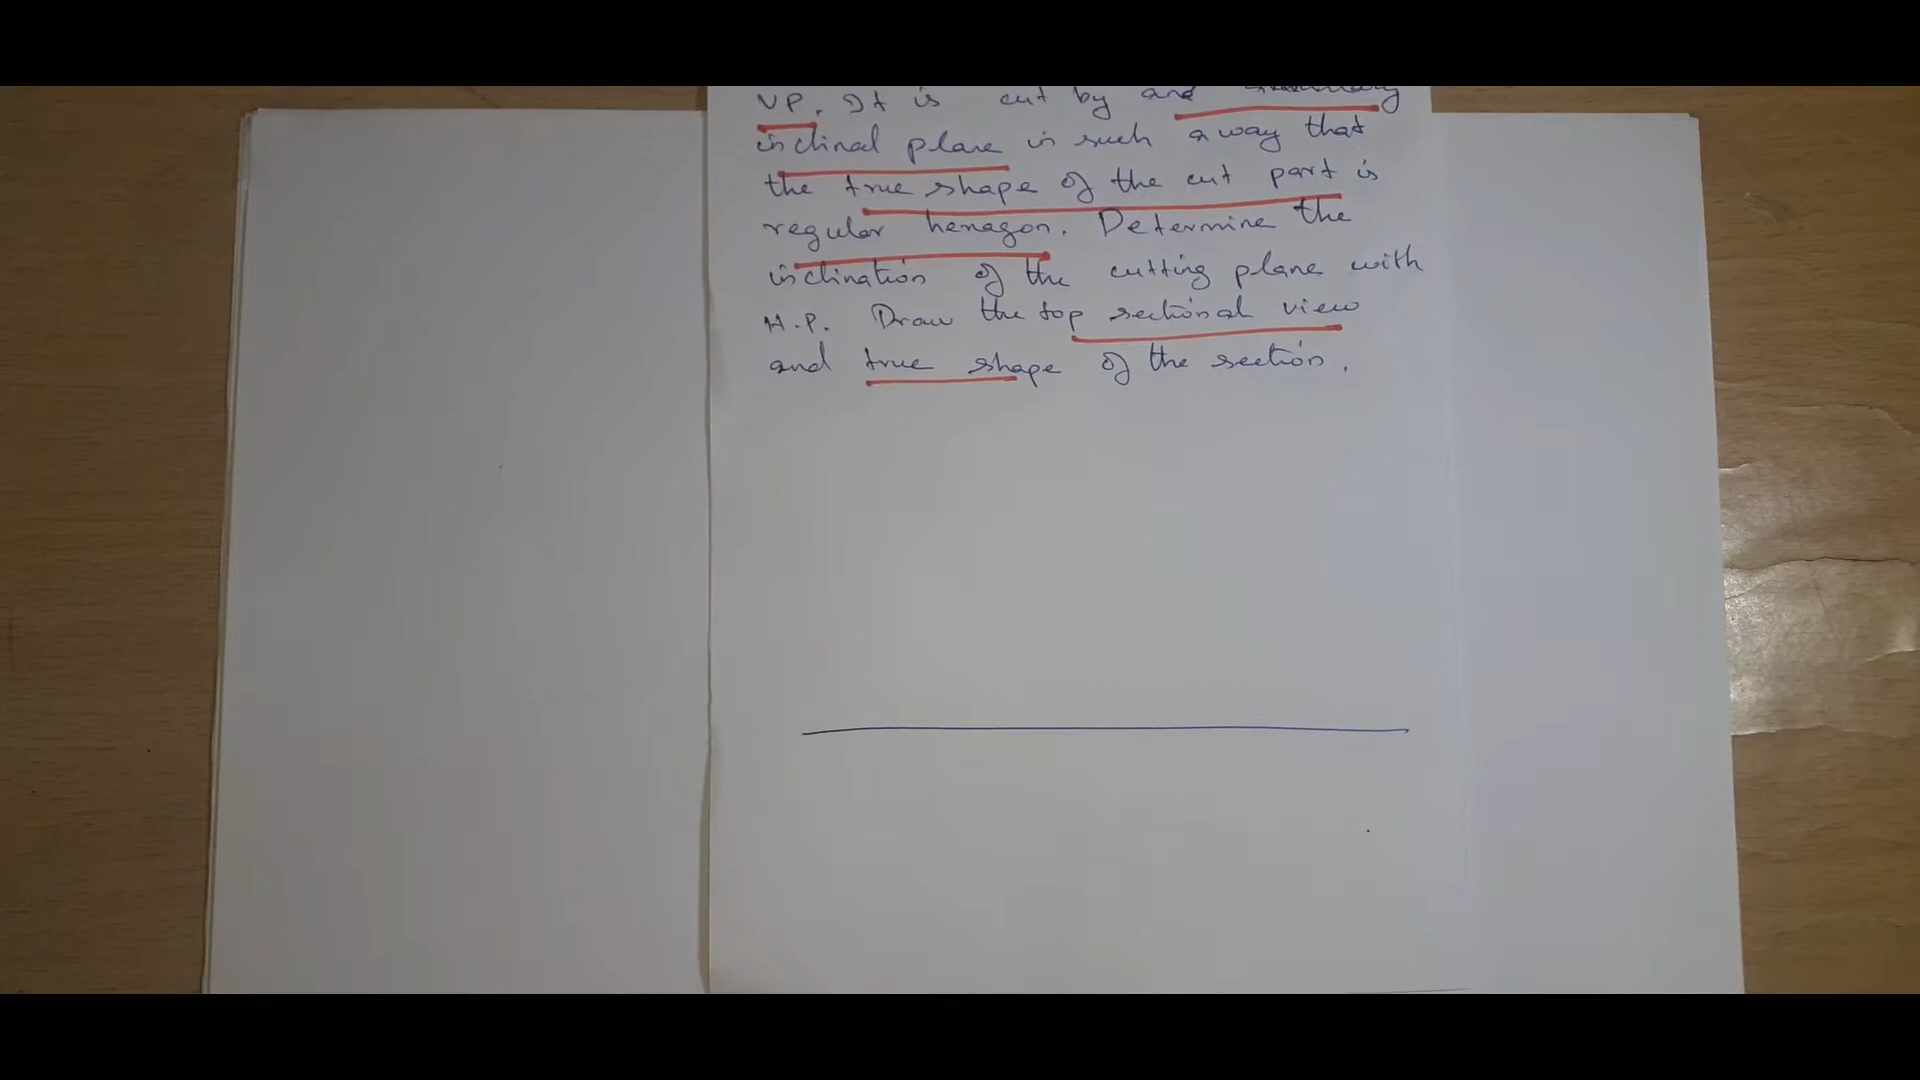 VP. It is cut by an
inclinal plane in such a way that
the true shape of the cut part is
regular hexagon. Determine the
inclination of the cutting plane with
H.P. Draw the top sectional view
and true shape of the section.